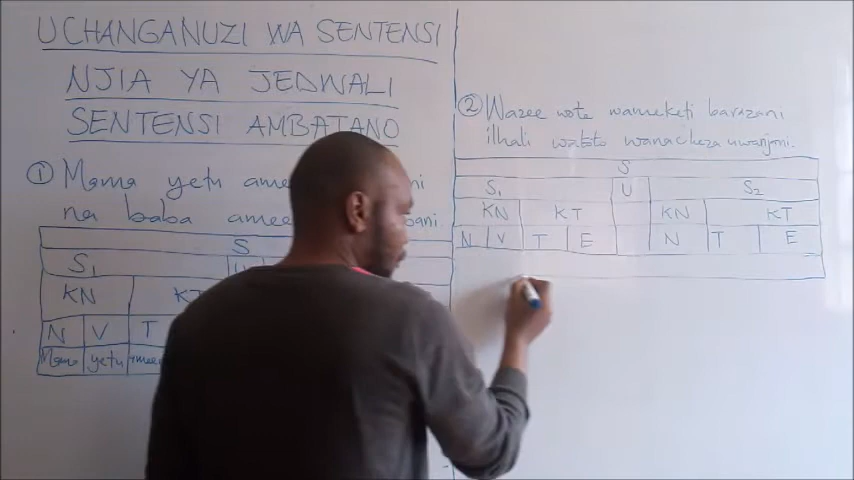 UCHANGANUZI WA SENTENSI
NJIA YA JEDWALI
SENTENSI AMBATANO
① Mama yetu
na baba
S
S1
KN KT
N V T
Mama yetu
② Wazee wote wameketi barazani
ilhali watoto wanacheza uwanjani.
S
S1 U S2
KN KT KN KT
N V T E N T E